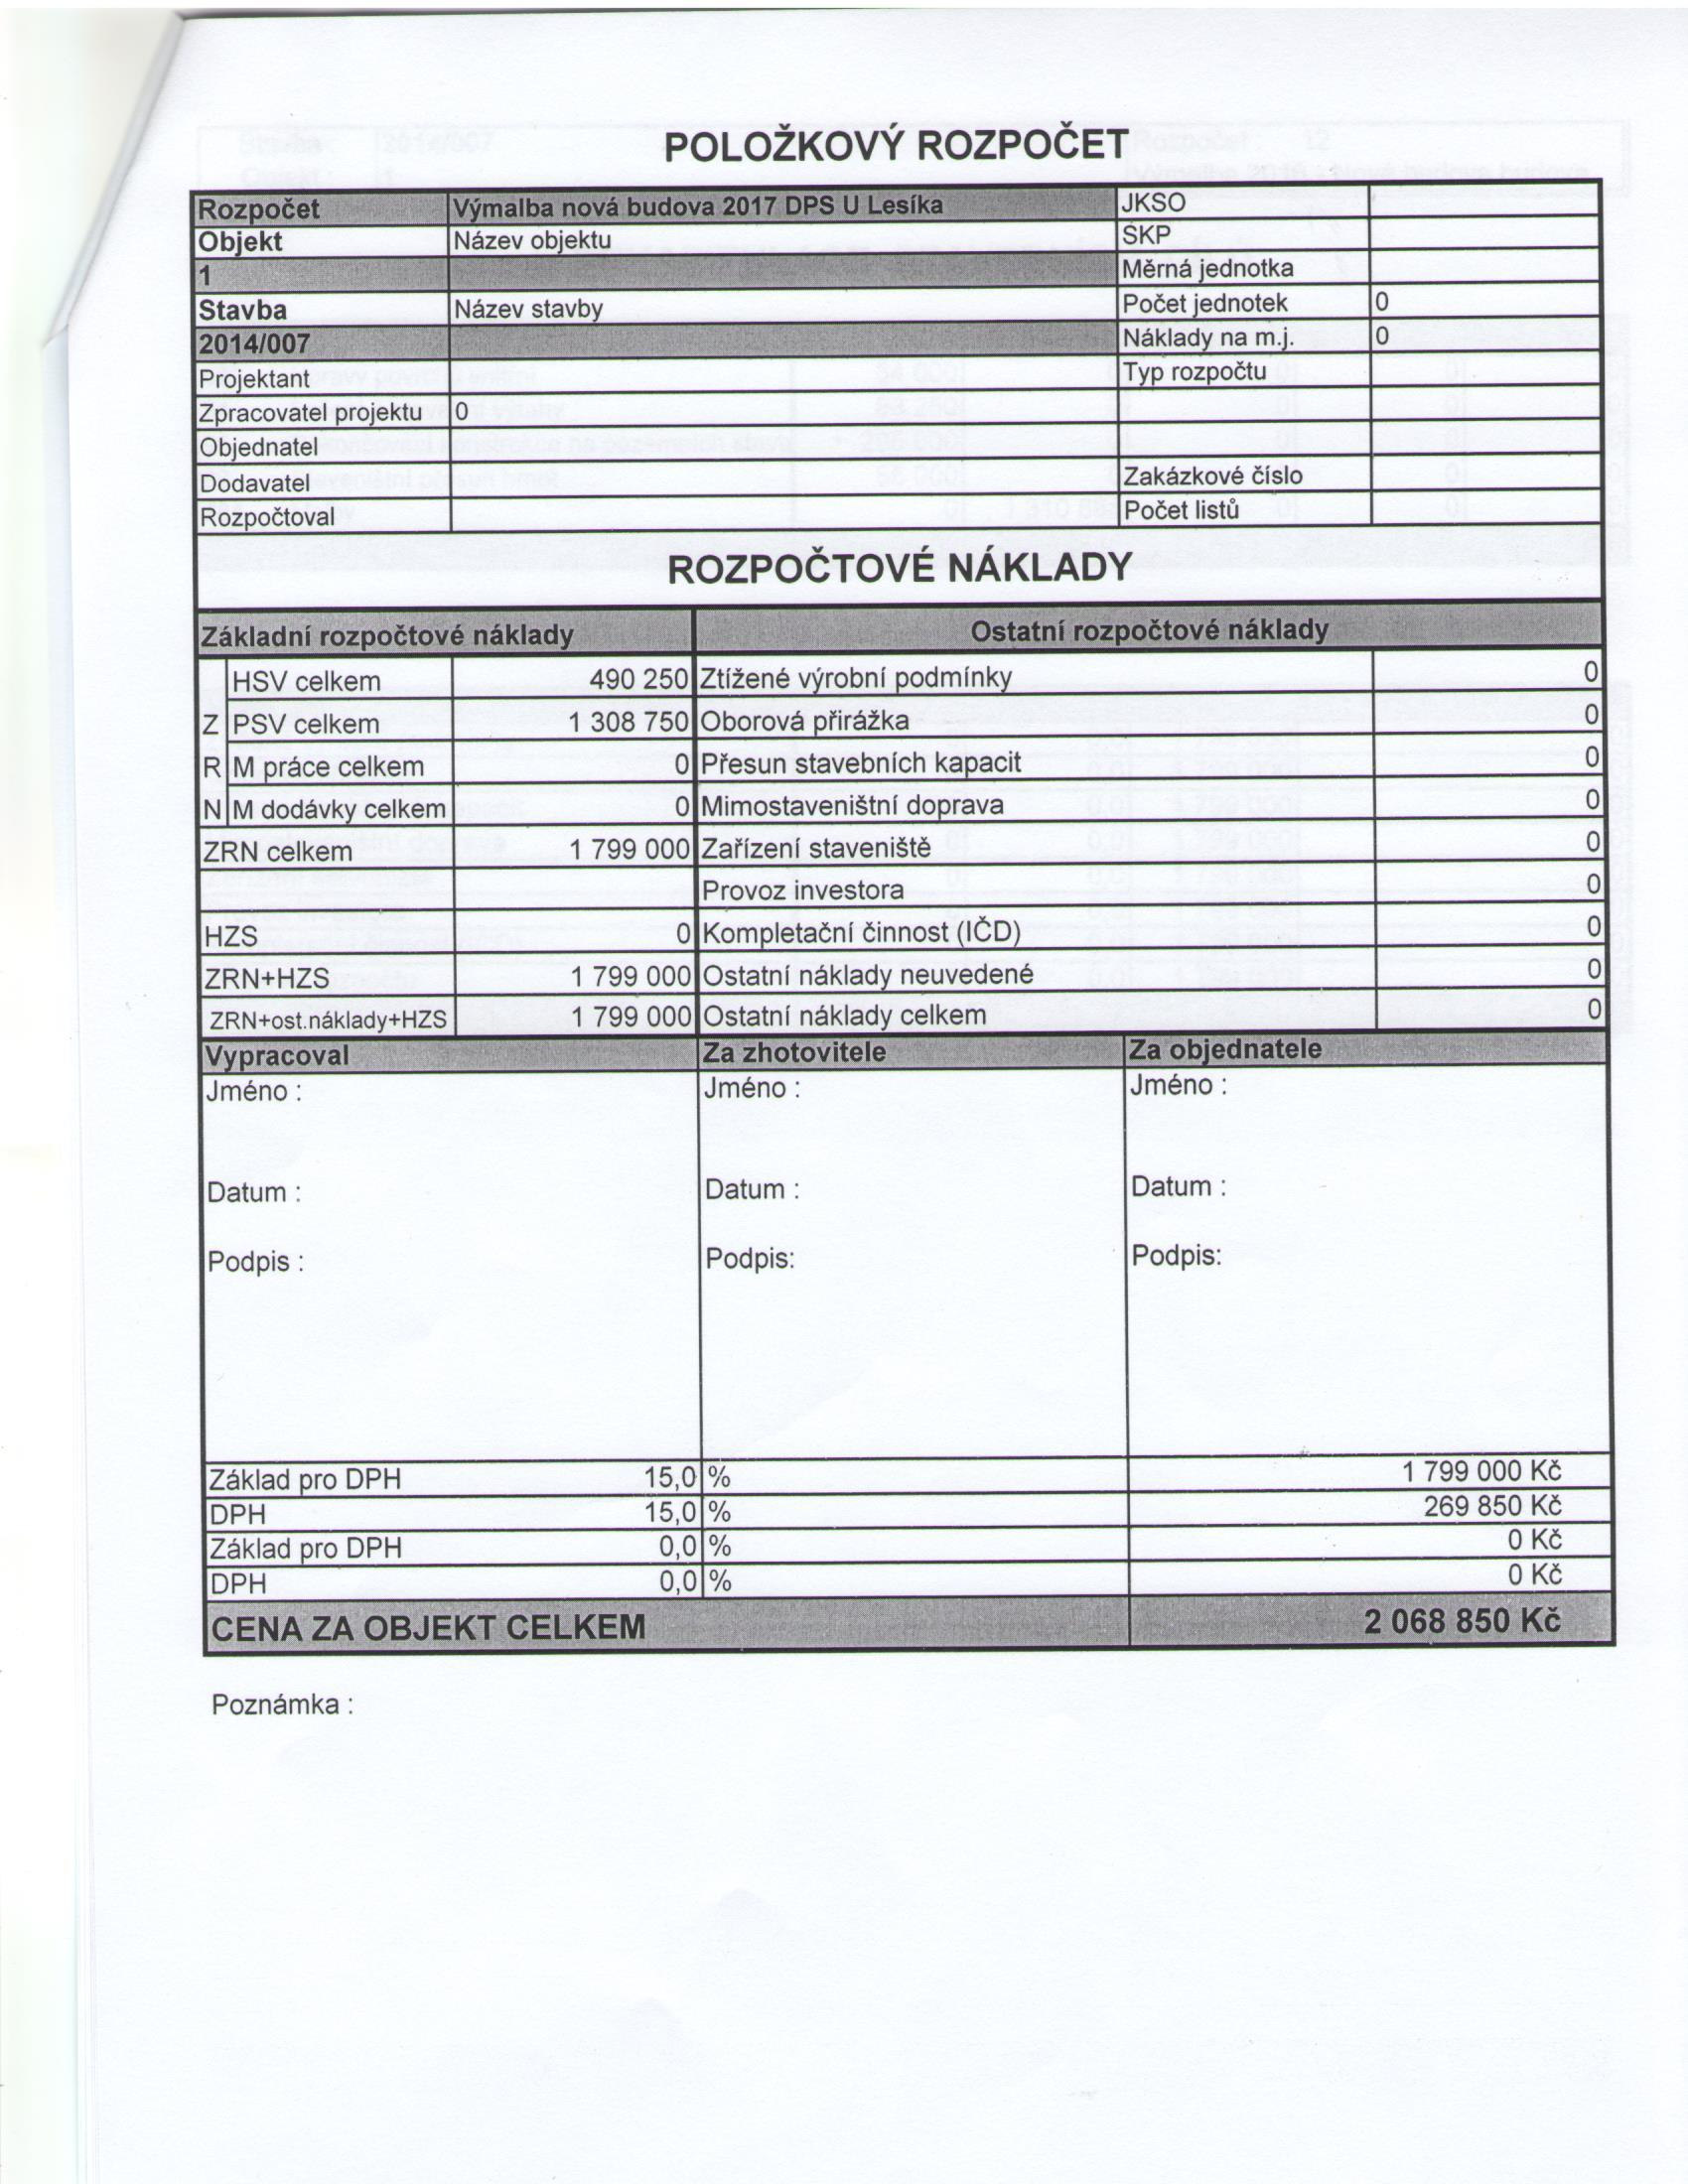 POLOŽKOVÝ ROZPOČET
Rozpočet Výmalba nová budova 2017 DPS U Lesíka JKSO
Objekt Název objektu SKP
1 Měrná jednotka
Stavba Název stavby Počet jednotek 0
2014/007 Náklady na m.j. 0
Projektant Typ rozpočtu
Zpracovatel projektu 0
Objednatel
Dodavatel Zakázkové číslo
Rozpočtoval Počet listů
ROZPOČTOVÉ NÁKLADY
Základní rozpočtové náklady Ostatní rozpočtové náklady
HSV celkem 490 250 Ztížené výrobní podmínky 0
Z PSV celkem 1 308 750 Oborová přirážka 0
R M práce celkem 0 Přesun stavebních kapacit 0
N M dodávky celkem 0 Mimostaveništní doprava 0
ZRN celkem 1 799 000 Zařízení staveniště 0
Provoz investora 0
HZS 0 Kompletační činnost (IČD) 0
ZRN+HZS 1 799 000 Ostatní náklady neuvedené 0
ZRN+ost.náklady+HZS 1 799 000 Ostatní náklady celkem 0
Vypracoval Za zhotovitele Za objednatele
Jméno : Jméno : Jméno :
Datum : Datum : Datum :
Podpis : Podpis: Podpis:
Základ pro DPH 15,0 % 1 799 000 Kč
DPH 15,0 % 269 850 Kč
Základ pro DPH 0,0 % 0 Kč
DPH 0,0 % 0 Kč
CENA ZA OBJEKT CELKEM 2 068 850 Kč
Poznámka :